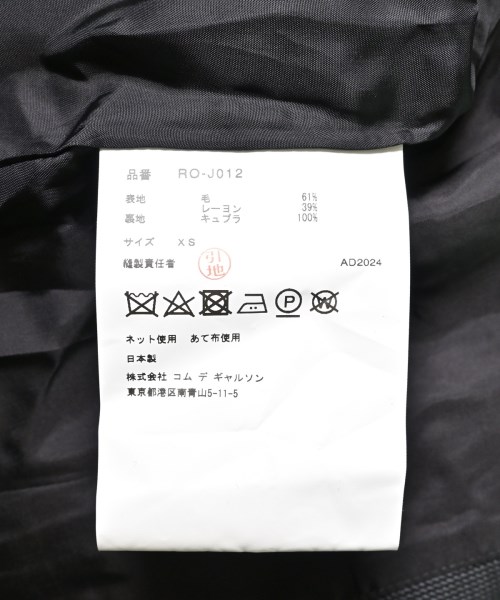 品番 RO-J012
表地 毛 61%
レーヨン 39%
裏地 キュプラ 100%
サイズ XS
縫製責任者 引地 AD2024
P W
ネット使用 あて布使用
日本製
株式会社 コム デ ギャルソン
東京都港区南青山5-11-5